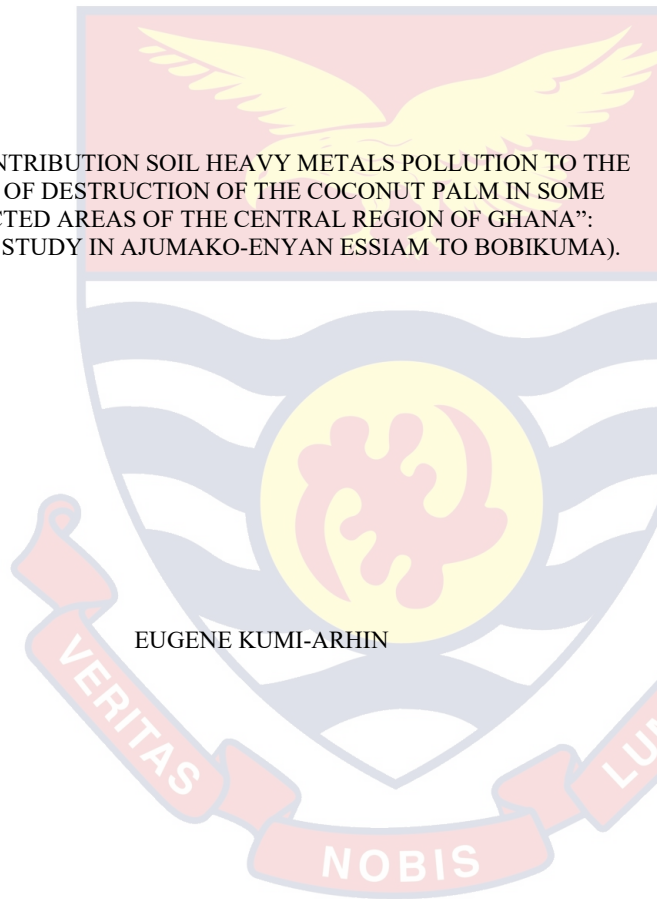 NTRIBUTION SOIL HEAVY METALS POLLUTION TO THE
OF DESTRUCTION OF THE COCONUT PALM IN SOME
CTED AREAS OF THE CENTRAL REGION OF GHANA”:
STUDY IN AJUMAKO-ENYAN ESSIAM TO BOBIKUMA).
EUGENE KUMI-ARHIN
VERITAS
NOBIS